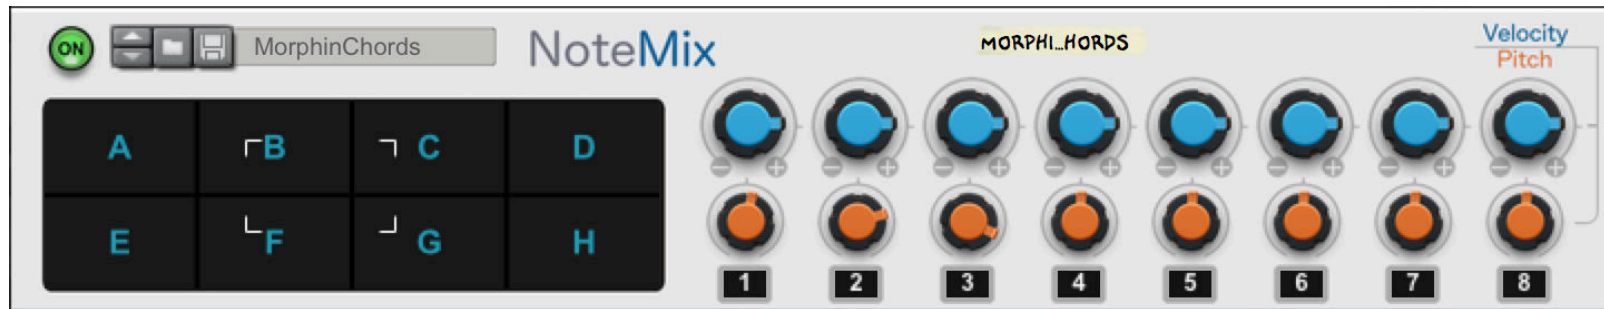 ON MorphinChords NoteMix MORPHI...HORDS Velocity
Pitch
A B C D
E F G H
1 2 3 4 5 6 7 8